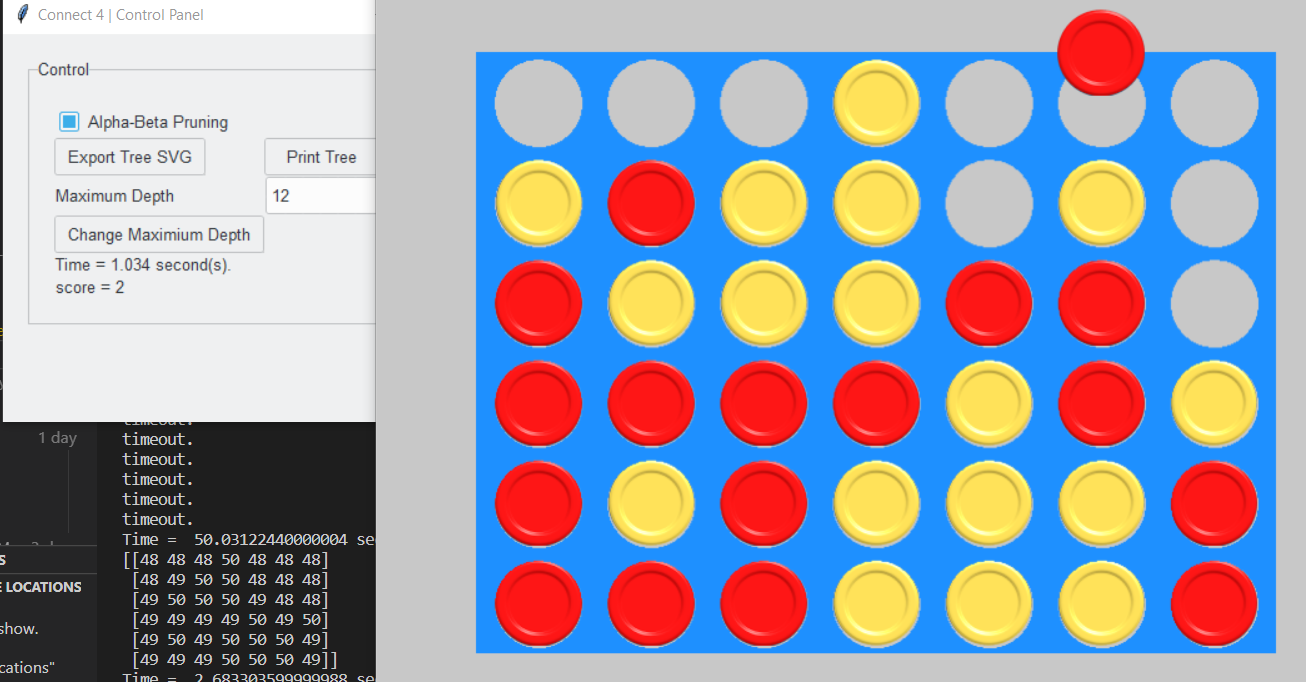 Connect 4 | Control Panel
Control
Alpha-Beta Pruning
Export Tree SVG
Print Tree
Maximum Depth
12
Change Maximium Depth
Time = 1.034 second(s).
score = 2
1 day
timeout.
timeout.
timeout.
timeout.
timeout.
Time =  50.03122440000004 se
[[48 48 48 50 48 48 48]
[48 49 50 50 48 48 48]
S
LOCATIONS
[49 50 50 50 49 48 48]
show.
[49 49 49 49 50 49 50]
[49 50 49 50 50 50 49]
cations"
[49 49 49 50 50 50 49]]
Time =  2.683303599999988 se